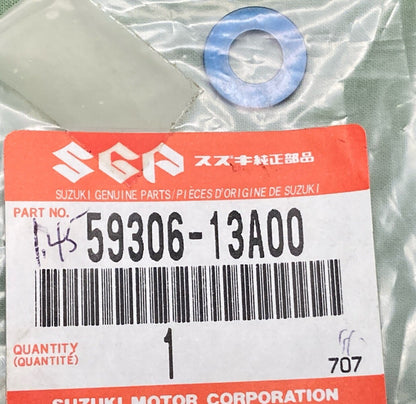 SGP スズキ純正部品
SUZUKI GENUINE PARTS/PIÈCES D'ORIGINE DE SUZUKI
PART NO.
1.45 59306-13A00
QUANTITY 1
(QUANTITÉ)
707
SUZUKI MOTOR CORPORATION